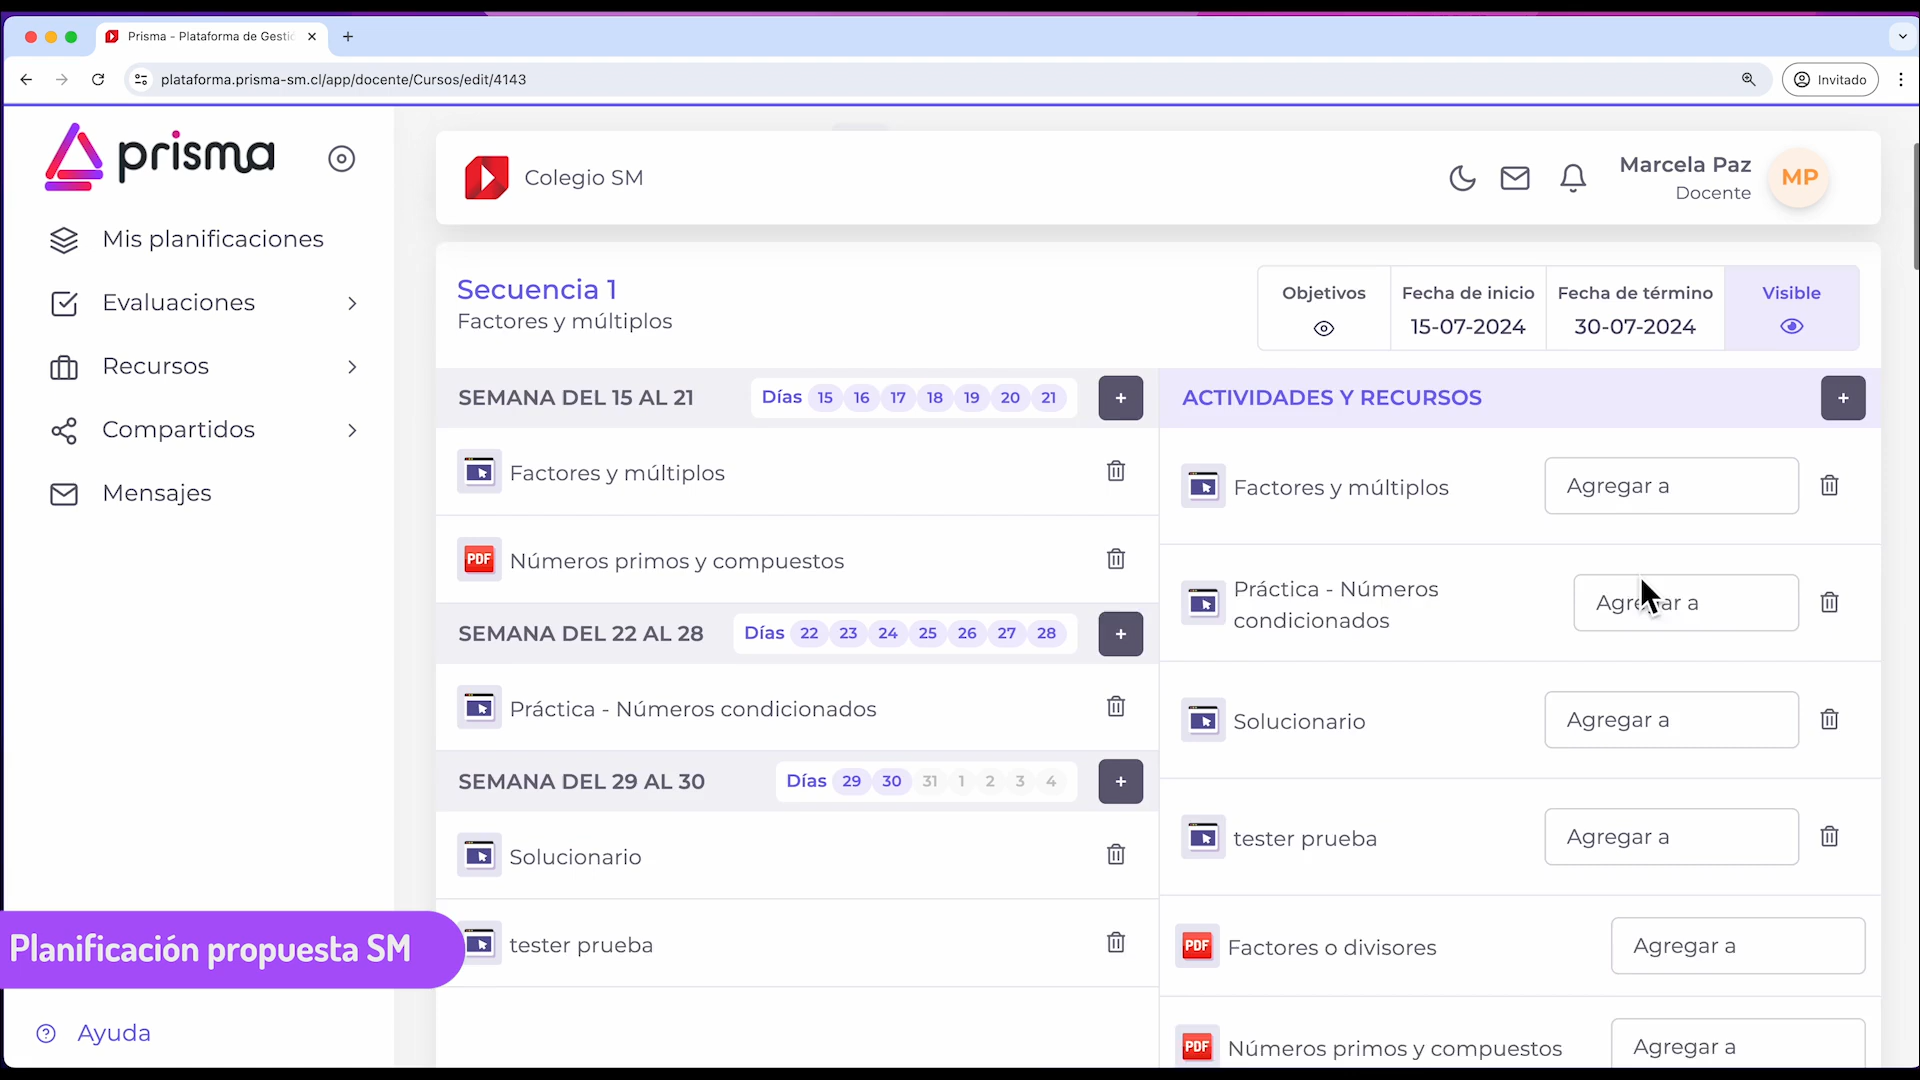 Prisma - Plataforma de Gestió
plataforma.prisma-sm.cl/app/docente/Cursos/edit/4143
Invitado
prisma
Mis planificaciones
Evaluaciones
Recursos
Compartidos
Mensajes
Planificación propuesta SM
Ayuda
Colegio SM
Marcela Paz
Docente
MP
Secuencia 1
Factores y múltiplos
Objetivos
Fecha de inicio
15-07-2024
Fecha de término
30-07-2024
Visible
SEMANA DEL 15 AL 21
Días 15 16 17 18 19 20 21
+
Factores y múltiplos
PDF Números primos y compuestos
SEMANA DEL 22 AL 28
Días 22 23 24 25 26 27 28
+
Práctica - Números condicionados
SEMANA DEL 29 AL 30
Días 29 30 31 1 2 3 4
+
Solucionario
tester prueba
ACTIVIDADES Y RECURSOS
+
Factores y múltiplos
Agregar a
Práctica - Números
condicionados
Agregar a
Solucionario
Agregar a
tester prueba
Agregar a
PDF Factores o divisores
Agregar a
PDF Números primos y compuestos
Agregar a